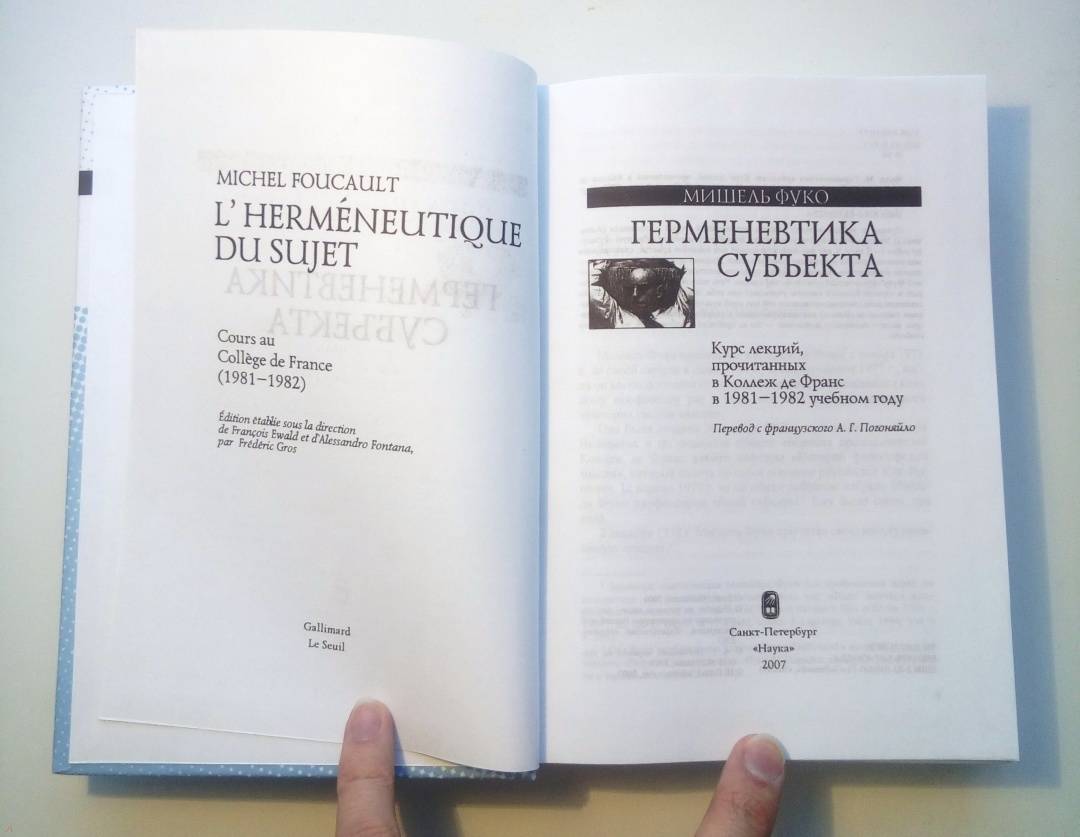 MICHEL FOUCAULT
L'HERMÉNEUTIQUE
DU SUJET
Cours au
Collège de France
(1981–1982)
Édition établie sous la direction
de François Ewald et d'Alessandro Fontana,
par Frédéric Gros
Gallimard
Le Seuil
МИШЕЛЬ ФУКО
ГЕРМЕНЕВТИКА
СУБЪЕКТА
Курс лекций,
прочитанных
в Коллеж де Франс
в 1981–1982 учебном году
Перевод с французского А. Г. Погоняйло
Санкт-Петербург
«Наука»
2007